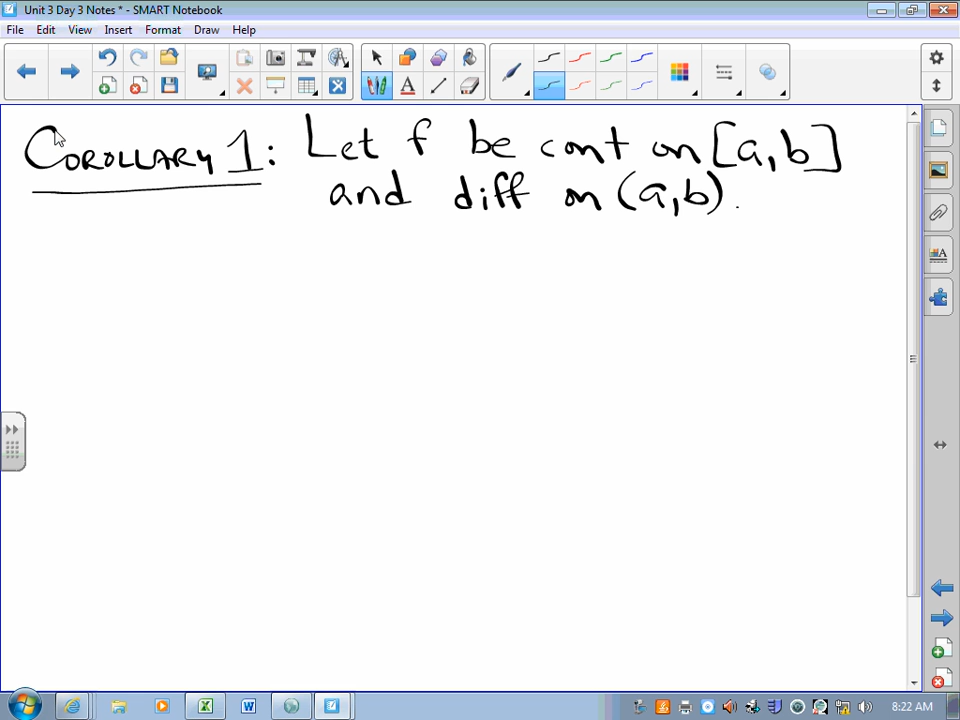 Unit 3 Day 3 Notes * - SMART Notebook
File Edit View Insert Format Draw Help
COROLLARY 1: Let f be cont on [a,b]
and diff on (a,b).
8:22 AM